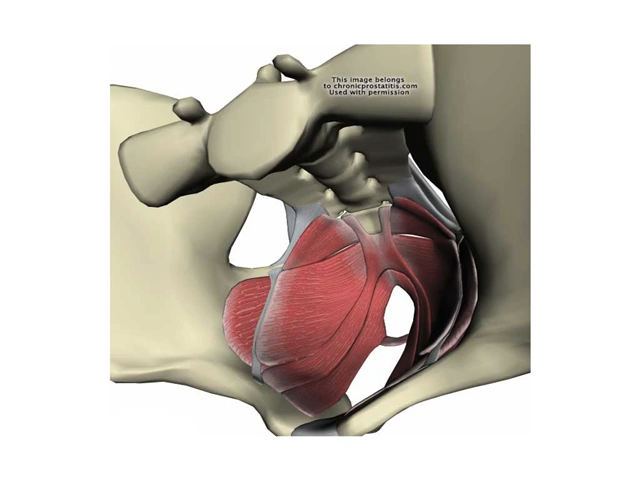 This image belongs
to chronicprostatitis.com
Used with permission